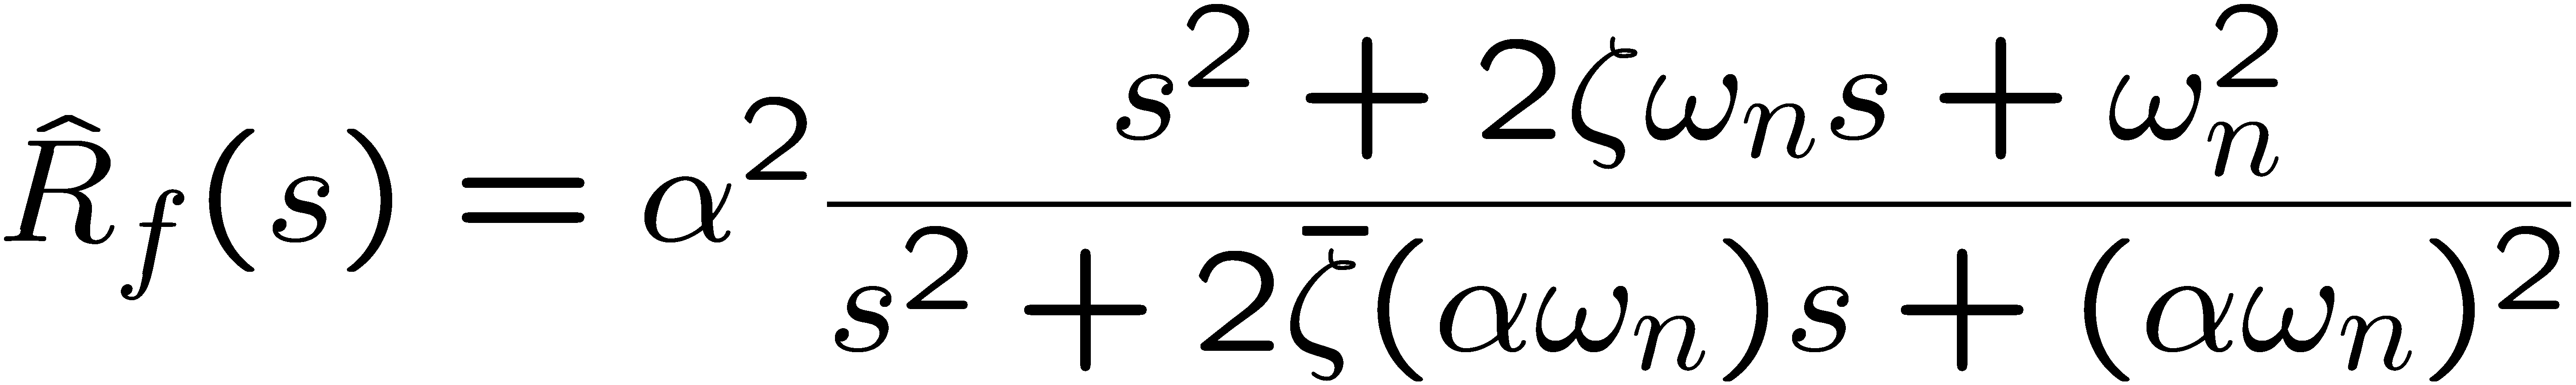 \hat{R}_f(s) = \alpha^2 \frac{s^2 + 2\zeta\omega_n s + \omega_n^2}{s^2 + 2\bar{\zeta}(\alpha\omega_n)s + (\alpha\omega_n)^2}